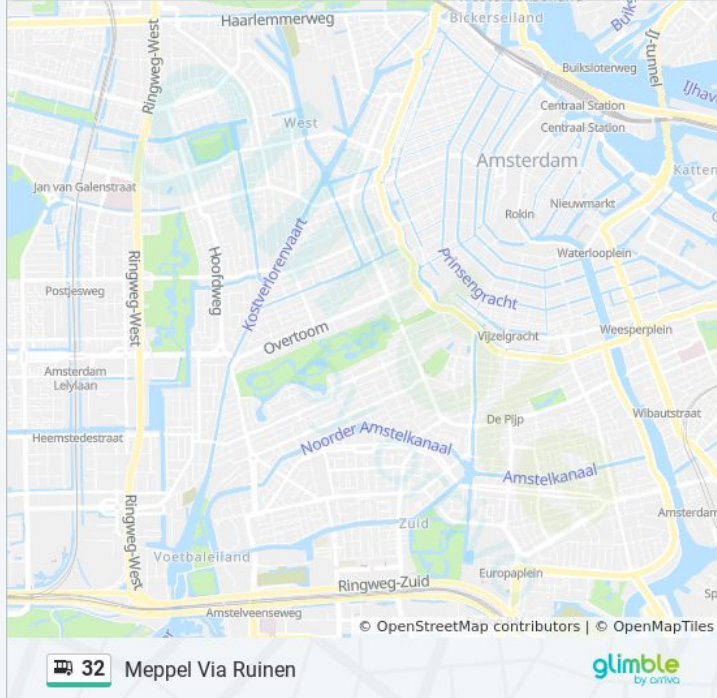 Haarlemmerweg
Bickerseiland
Ringweg-West
IJ-tunnel
Buiksloterweg
Centraal Station
Centraal Station
West
Amsterdam
Jan van Galenstraat
Rokin
Nieuwmarkt
Waterlooplein
Hoofdweg
Kostverlorenvaart
Prinsengracht
Postjesweg
Ringweg-West
Overtoom
Vijzelgracht
Weesperplein
Amsterdam
Lelylaan
De Pijp
Wibautstraat
Heemstedestraat
Noorder Amstelkanaal
Amstelkanaal
Ringweg-West
Amsterdam
Zuid
Voetbaleiland
Europaplein
Ringweg-Zuid
Amstelveenseweg
© OpenStreetMap contributors | © OpenMapTiles
32 Meppel Via Ruinen
glimble
by arriva